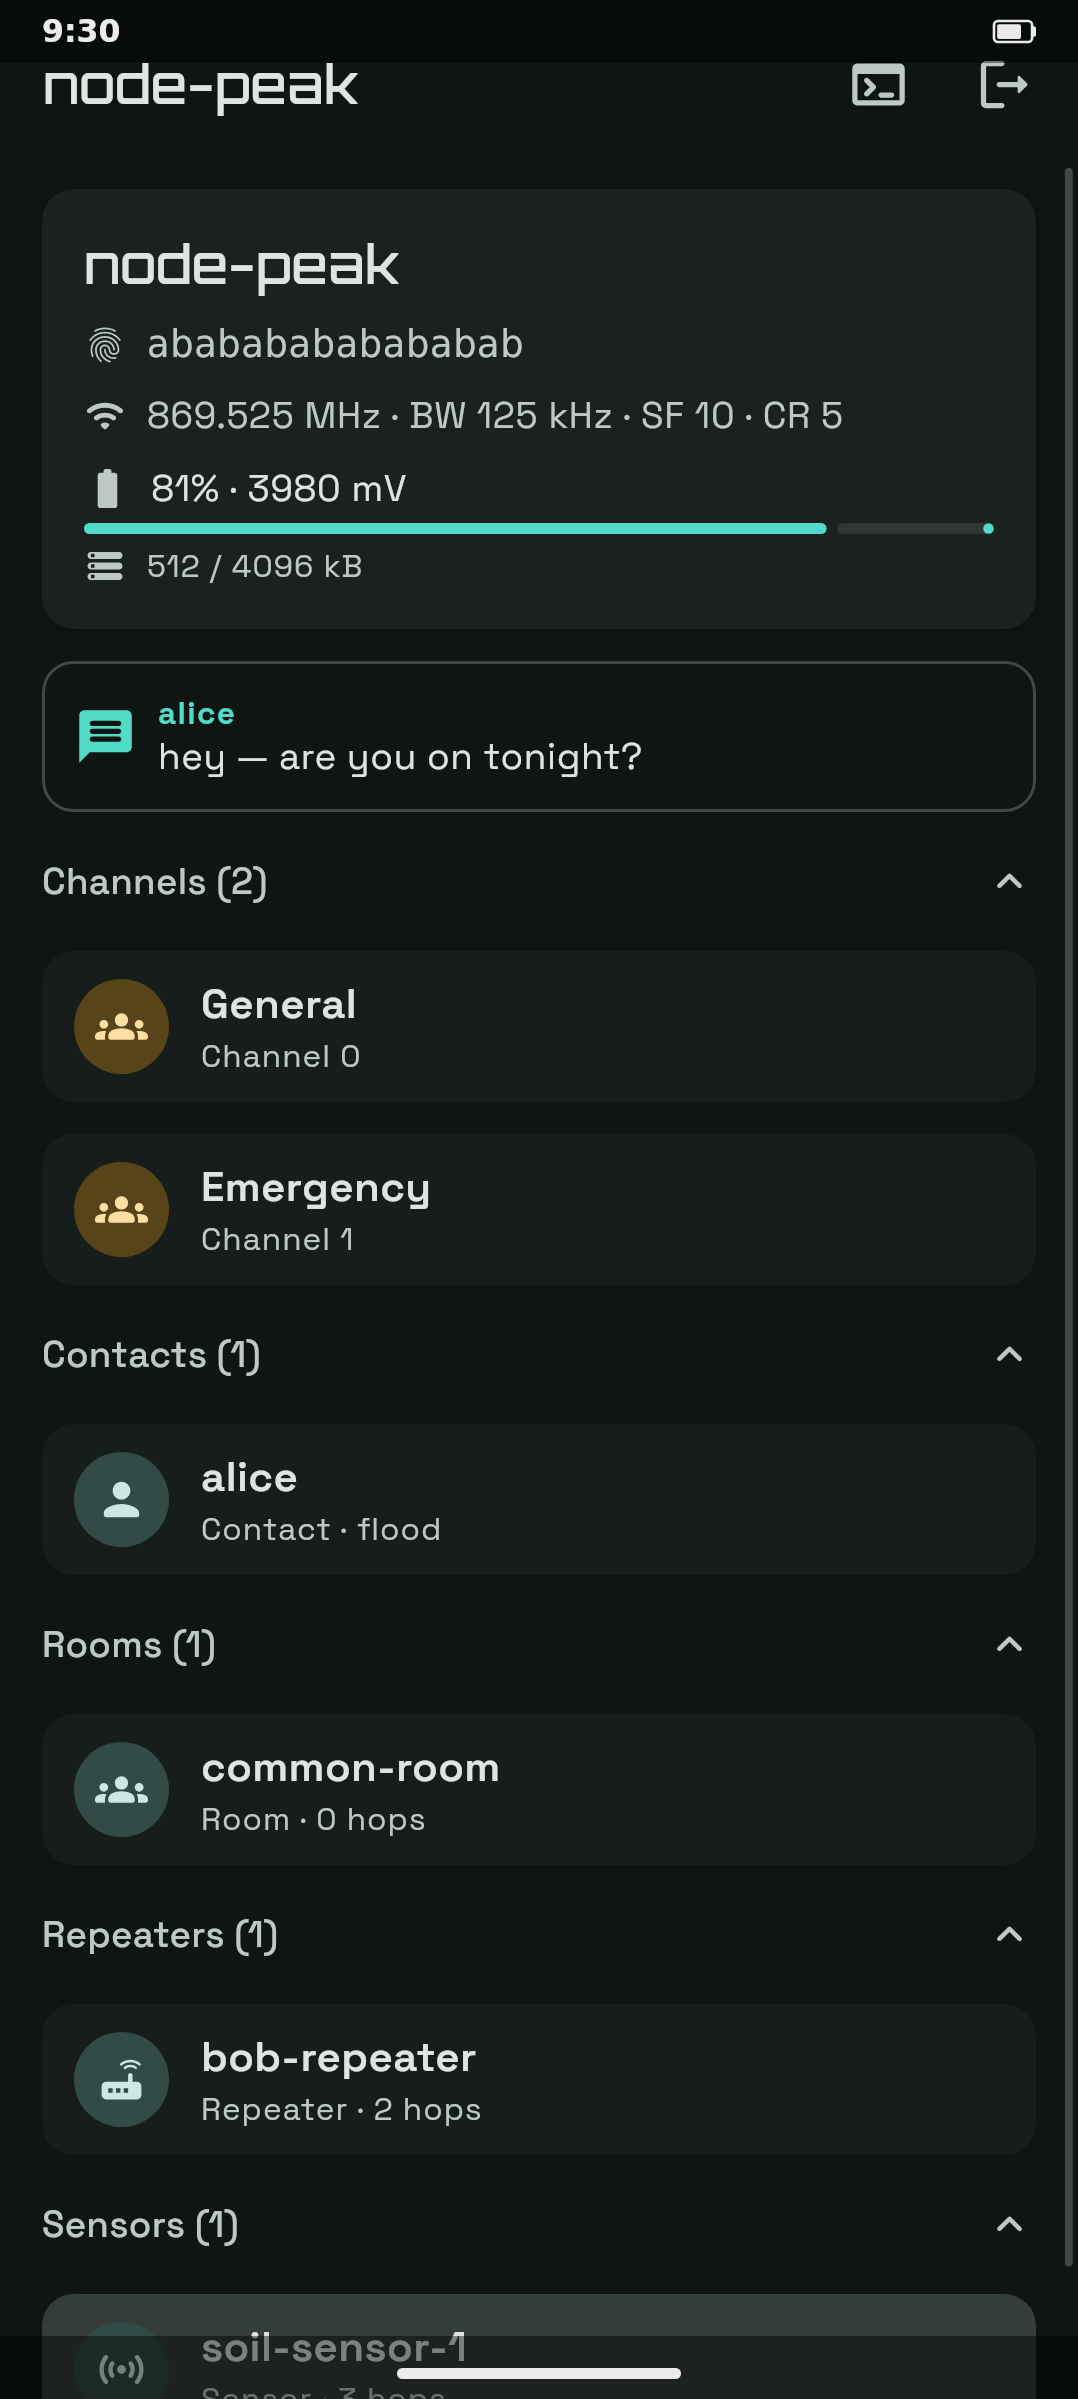 9:30
node-peak
node-peak
abababababababab
869.525 MHz · BW 125 kHz · SF 10 · CR 5
81% · 3980 mV
512 / 4096 kB
alice
hey — are you on tonight?
Channels (2)
General
Channel 0
Emergency
Channel 1
Contacts (1)
alice
Contact · flood
Rooms (1)
common-room
Room · 0 hops
Repeaters (1)
bob-repeater
Repeater · 2 hops
Sensors (1)
soil-sensor-1
Sensor · 3 hops